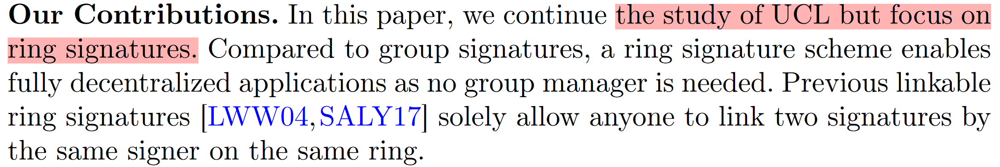 Our Contributions. In this paper, we continue the study of UCL but focus on
ring signatures. Compared to group signatures, a ring signature scheme enables
fully decentralized applications as no group manager is needed. Previous linkable
ring signatures [LWW04,SALY17] solely allow anyone to link two signatures by
the same signer on the same ring.